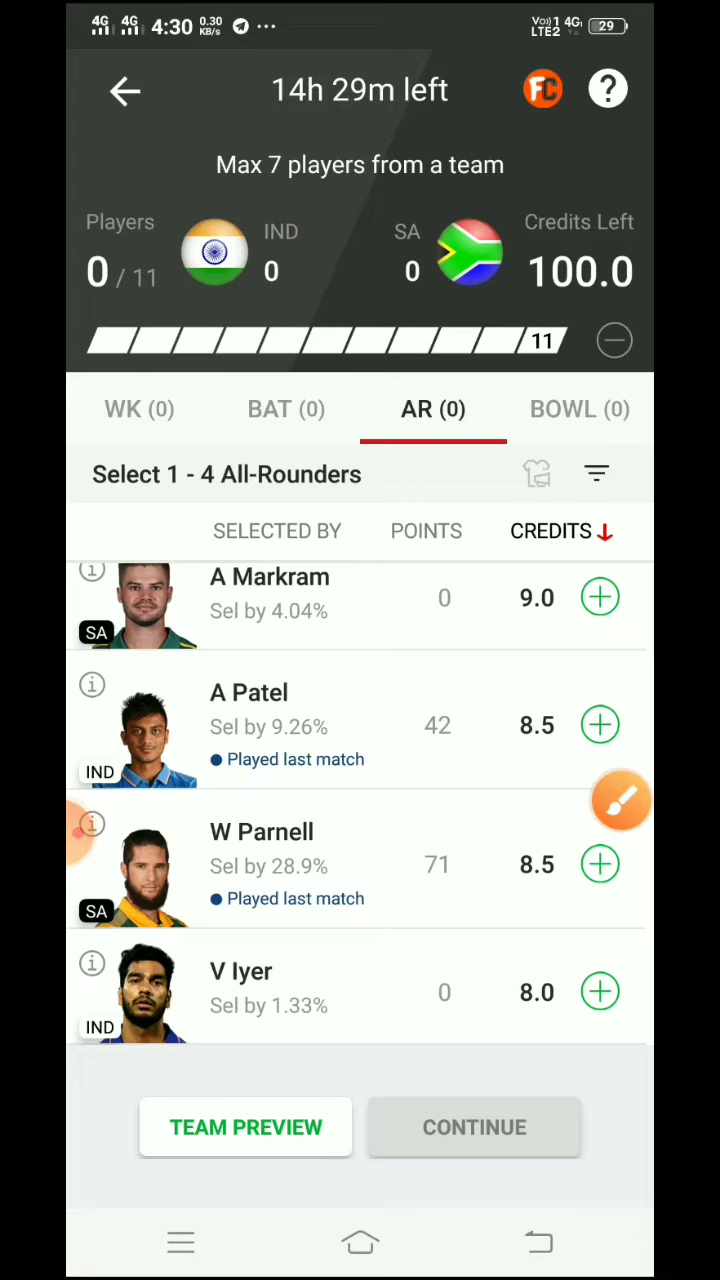 4G 4G 4:30 0.30 KB/s ... Vo)) 1 LTE2 4G 29
14h 29m left FC ?
Max 7 players from a team
Players IND SA Credits Left
0 / 11 0 0 100.0
11
WK (0) BAT (0) AR (0) BOWL (0)
Select 1 - 4 All-Rounders
SELECTED BY POINTS CREDITS
A Markram
Sel by 4.04% 0 9.0
SA
A Patel
Sel by 9.26% 42 8.5
Played last match
IND
W Parnell
Sel by 28.9% 71 8.5
Played last match
SA
V Iyer
Sel by 1.33% 0 8.0
IND
TEAM PREVIEW CONTINUE